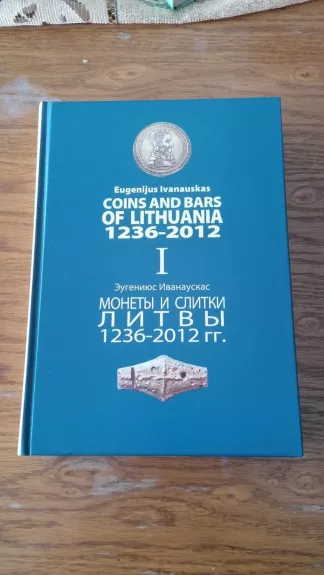 Eugenijus Ivanauskas
COINS AND BARS
OF LITHUANIA
1236-2012
I
Эугениюс Иванаускас
МОНЕТЫ И СЛИТКИ
ЛИТВЫ
1236-2012 гг.